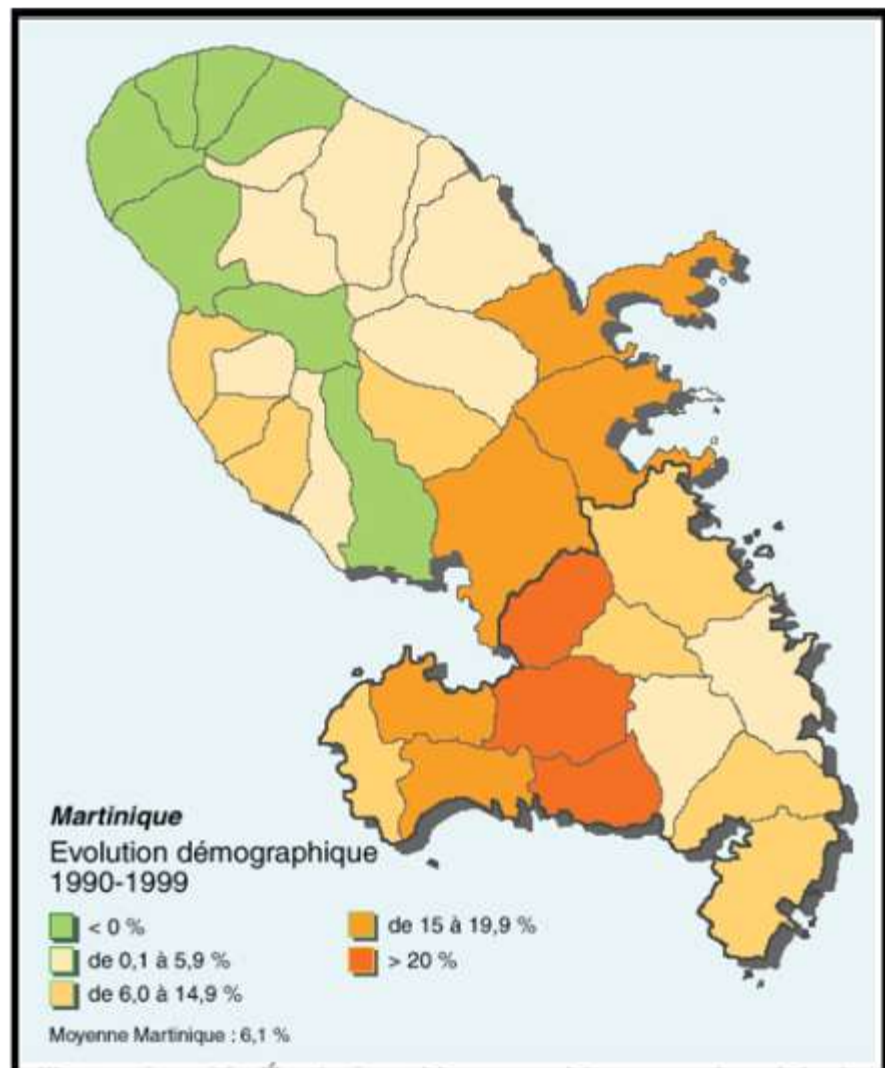 Martinique
Evolution démographique
1990-1999
< 0 %
de 0,1 à 5,9 %
de 6,0 à 14,9 %
de 15 à 19,9 %
> 20 %
Moyenne Martinique : 6,1 %